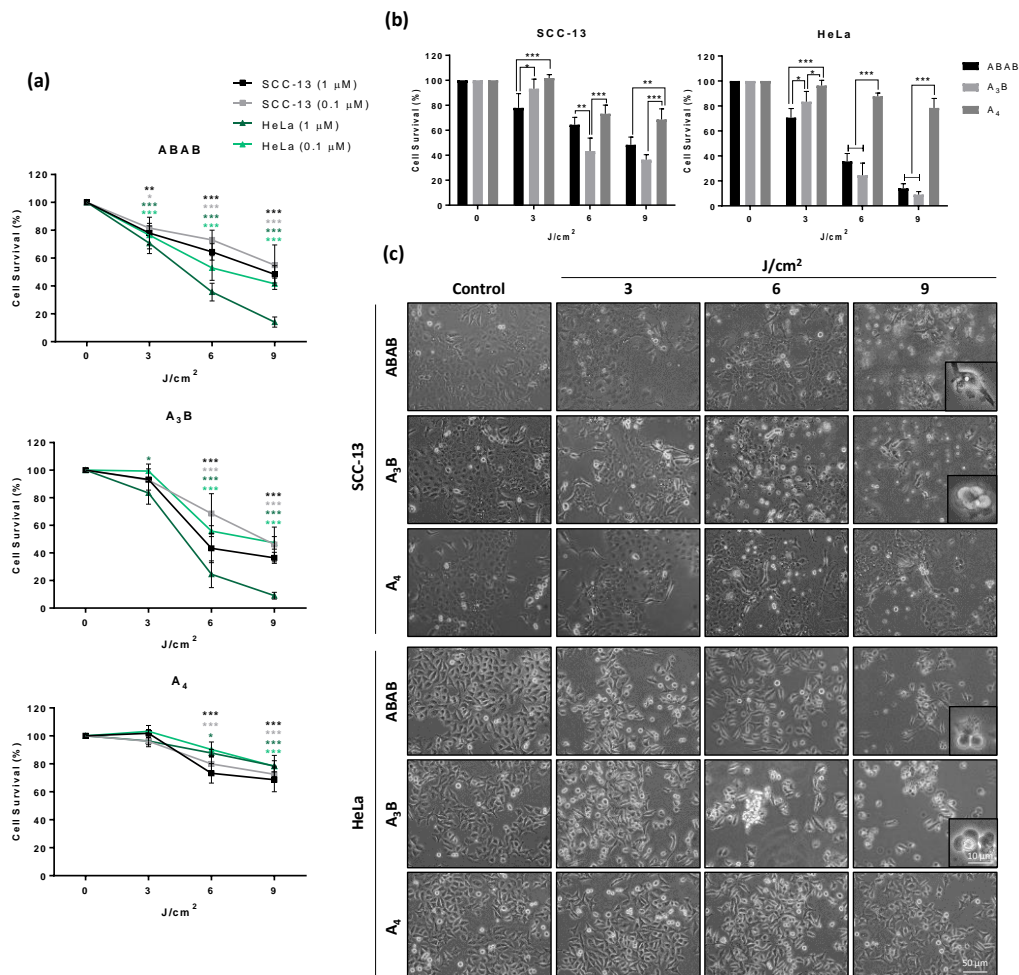 (a)
SCC-13 (1 μM)
SCC-13 (0.1 μM)
HeLa (1 μM)
HeLa (0.1 μM)
ABAB
120
100
80
60
40
20
0
Cell Survival (%)
** 
*
***
***
***
***
***
***
***
***
***
***
0 3 6 9
J/cm²
A₃B
120
100
80
60
40
20
0
Cell Survival (%)
*
***
***
***
***
***
***
***
***
0 3 6 9
J/cm²
A₄
120
100
80
60
40
20
0
Cell Survival (%)
***
***
*
***
***
***
***
0 3 6 9
J/cm²
(b)
SCC-13
120
100
80
60
40
20
0
Cell Survival (%)
***
*
**
***
**
***
0 3 6 9
J/cm²
HeLa
120
100
80
60
40
20
0
Cell Survival (%)
***
*
*
***
***
0 3 6 9
J/cm²
ABAB
A₃B
A₄
(c)
J/cm²
Control 3 6 9
SCC-13
ABAB
A₃B
A₄
HeLa
ABAB
A₃B
10 μm
A₄
50 μm